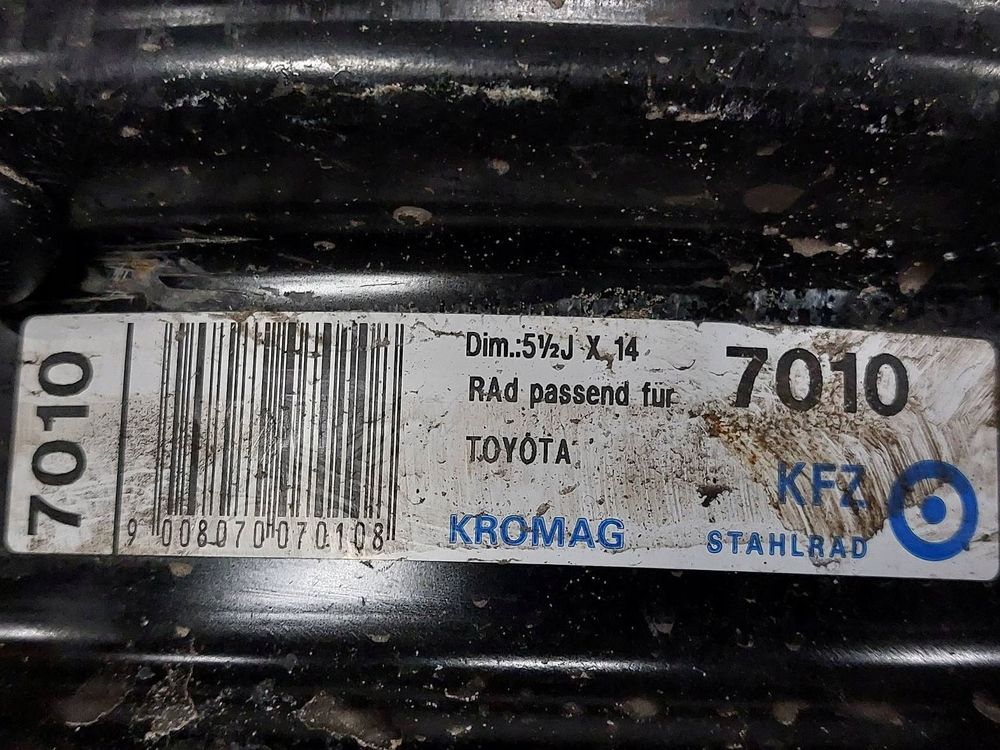 7010
9 008070 070108
Dim.:5½J X 14
RAd passend für
TOYOTA
KROMAG
7010
KFZ
STAHLRAD